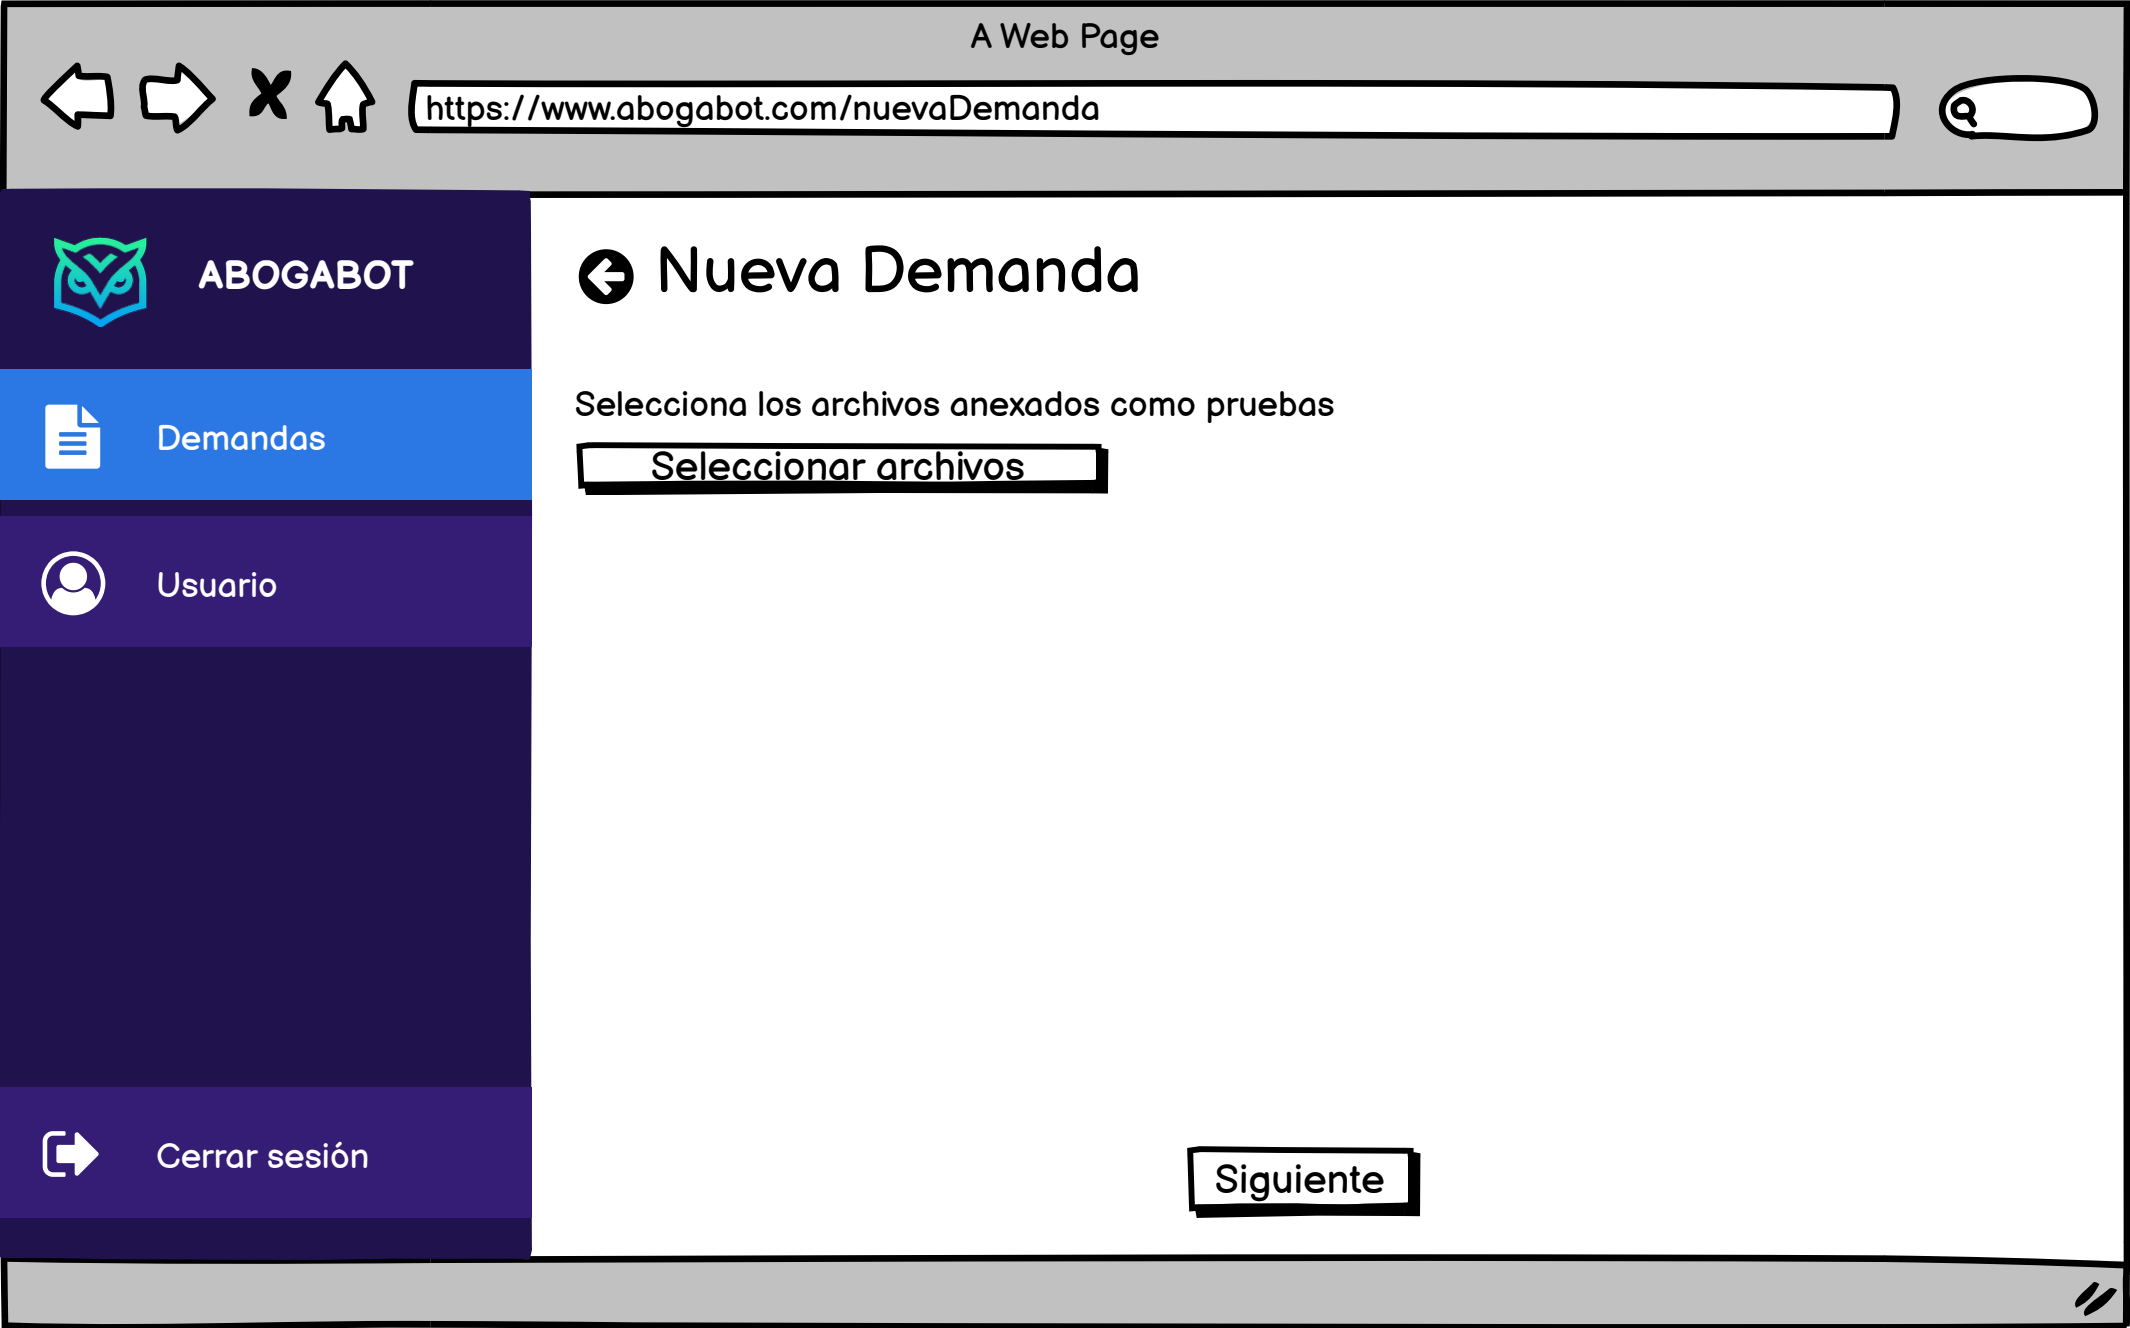 A Web Page
https://www.abogabot.com/nuevaDemanda
ABOGABOT
Nueva Demanda
Demandas
Selecciona los archivos anexados como pruebas
Seleccionar archivos
Usuario
Cerrar sesión
Siguiente